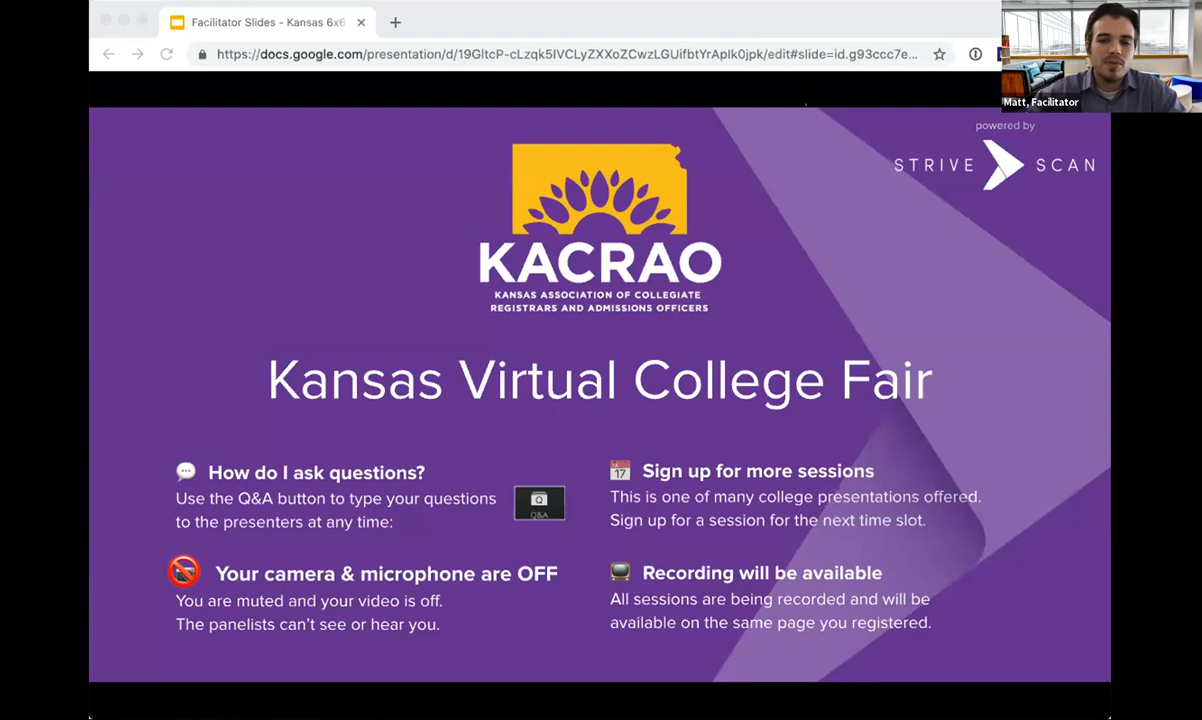 Facilitator Slides - Kansas 6x6
https://docs.google.com/presentation/d/19GltcP-cLzqk5IVCLyZXXoZCwzLGUifbtYrAplk0jpk/edit#slide=id.g93ccc7e...
Matt, Facilitator
powered by
STRIVE SCAN
KACRAO
KANSAS ASSOCIATION OF COLLEGIATE
REGISTRARS AND ADMISSIONS OFFICERS
Kansas Virtual College Fair
How do I ask questions?
Use the Q&A button to type your questions
to the presenters at any time:
Q&A
Sign up for more sessions
17
This is one of many college presentations offered.
Sign up for a session for the next time slot.
Your camera & microphone are OFF
You are muted and your video is off.
The panelists can't see or hear you.
Recording will be available
All sessions are being recorded and will be
available on the same page you registered.